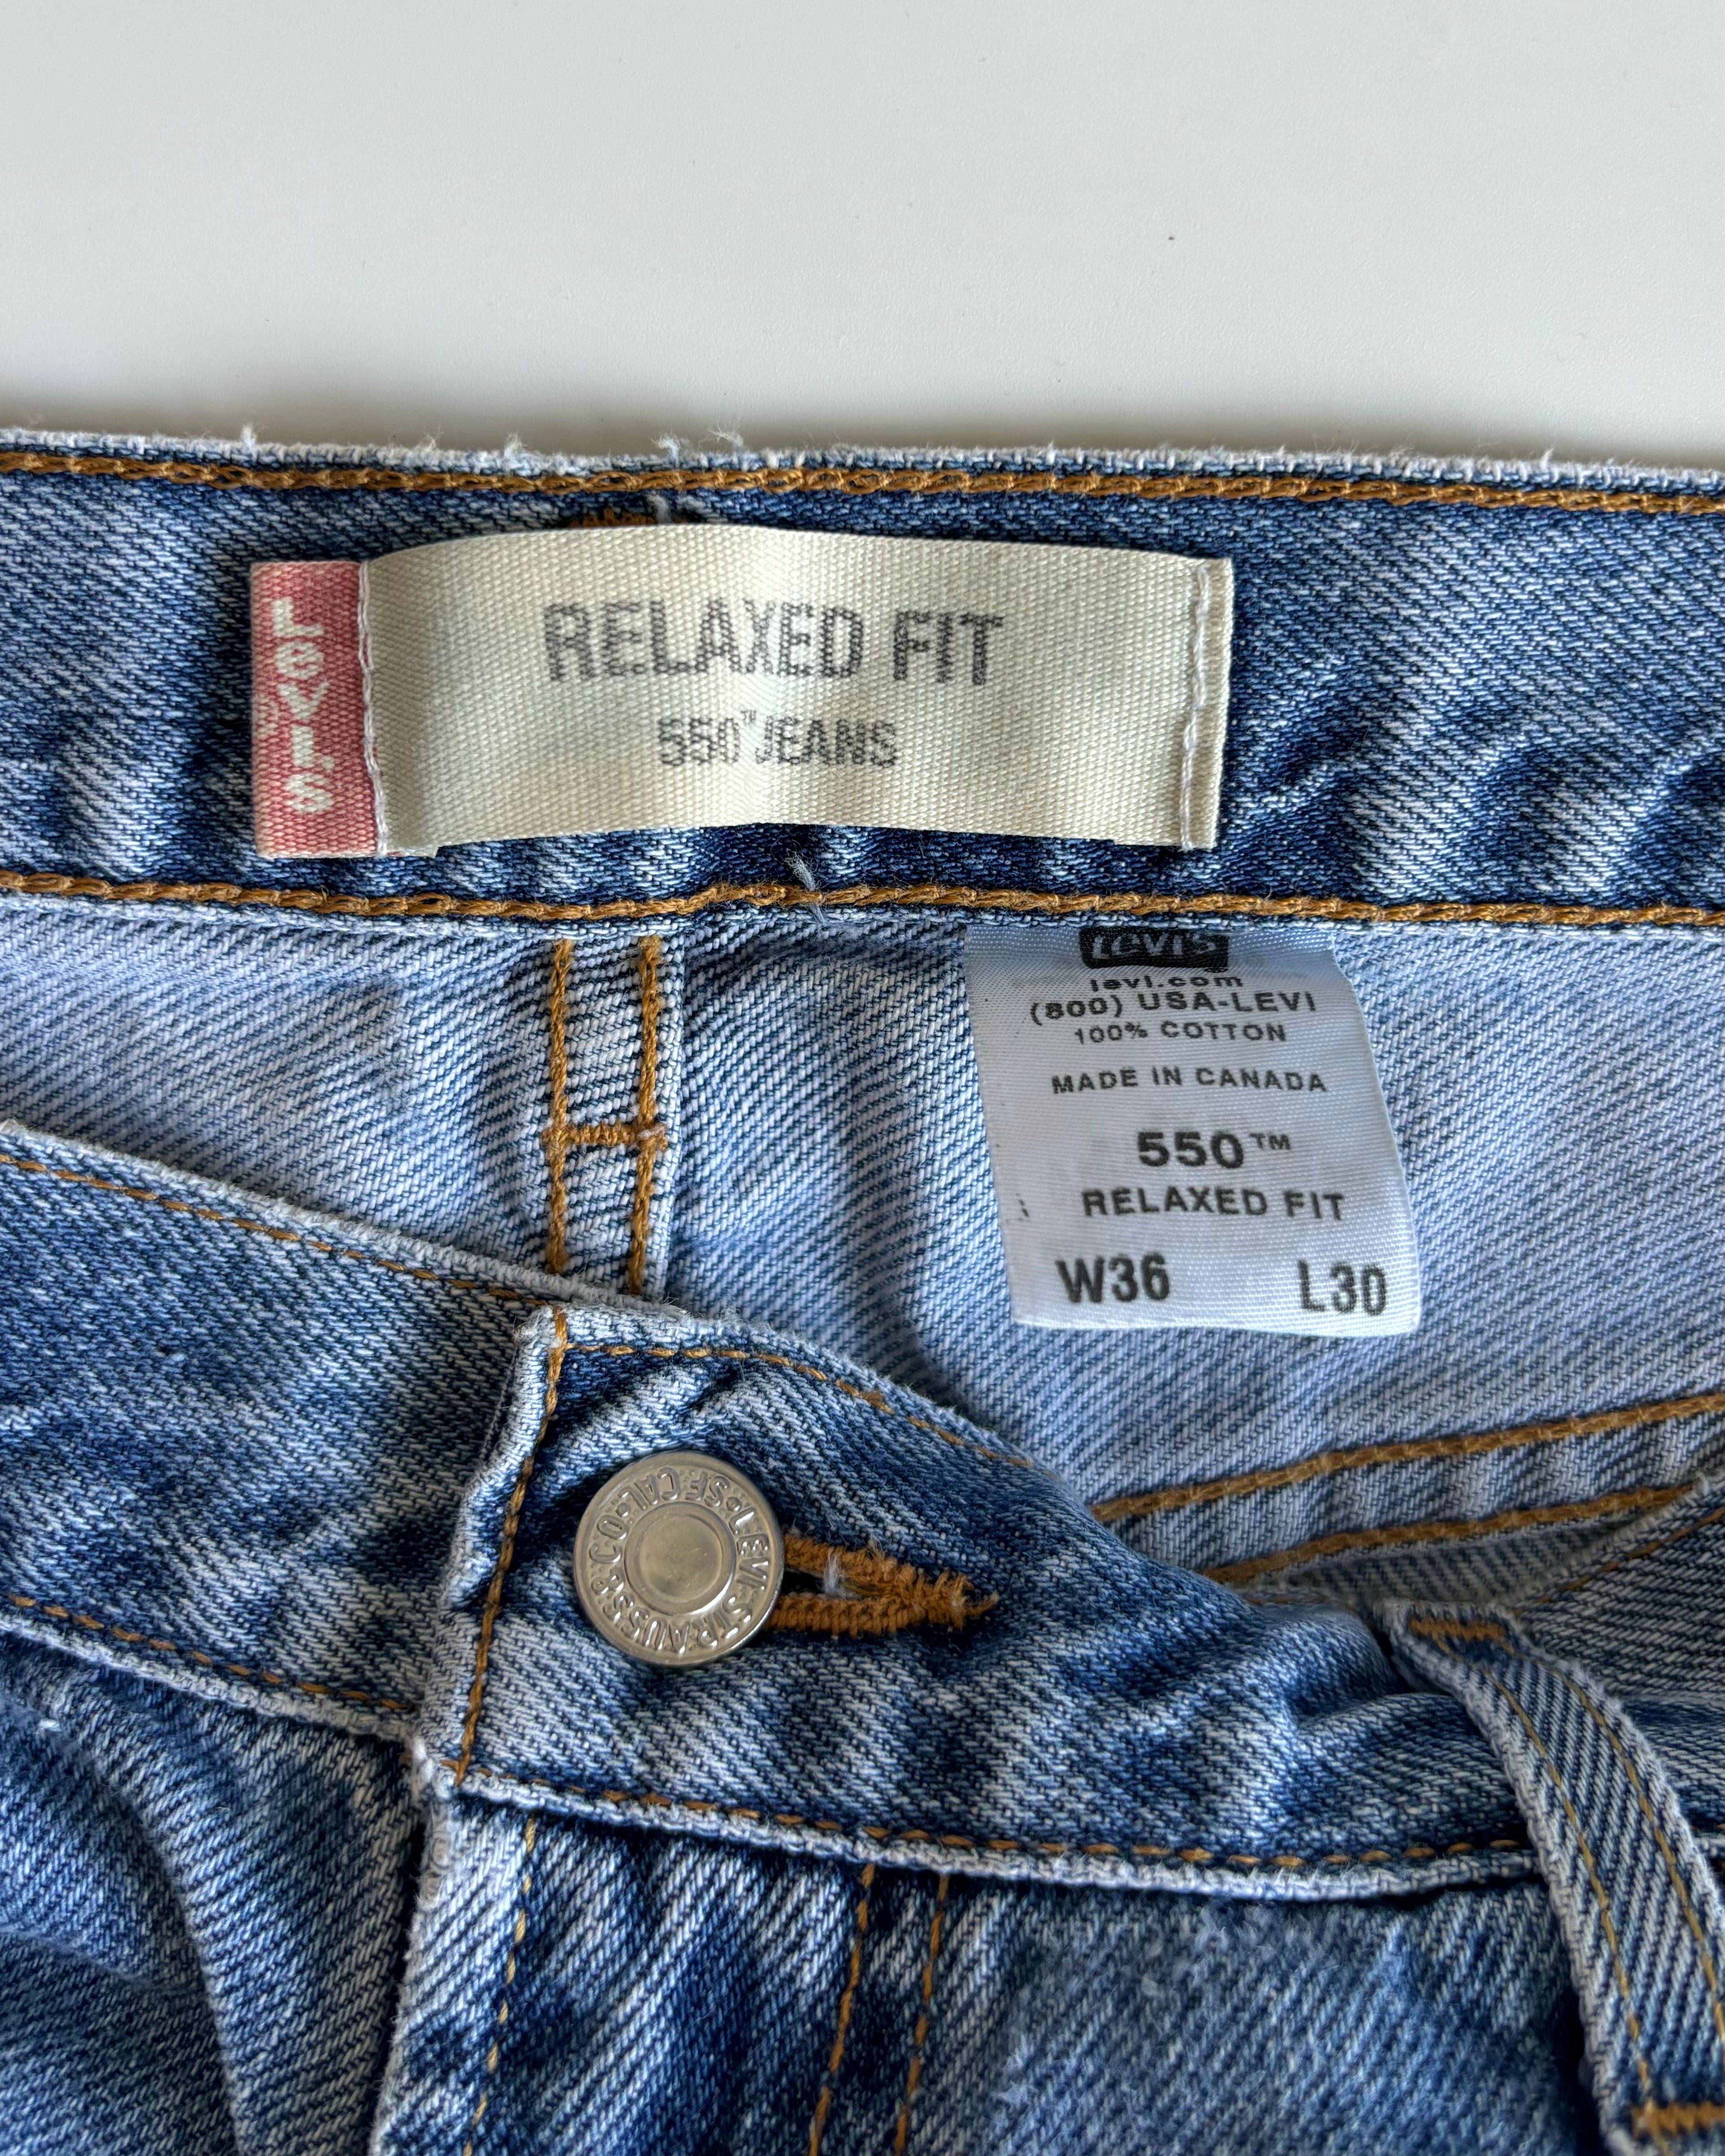 Levi's
RELAXED FIT
550™ JEANS
Levi's
levi.com
(800) USA-LEVI
100% COTTON
MADE IN CANADA
550™
RELAXED FIT
W36 L30
LEVI STRAUSS & CO. S.F. CAL.